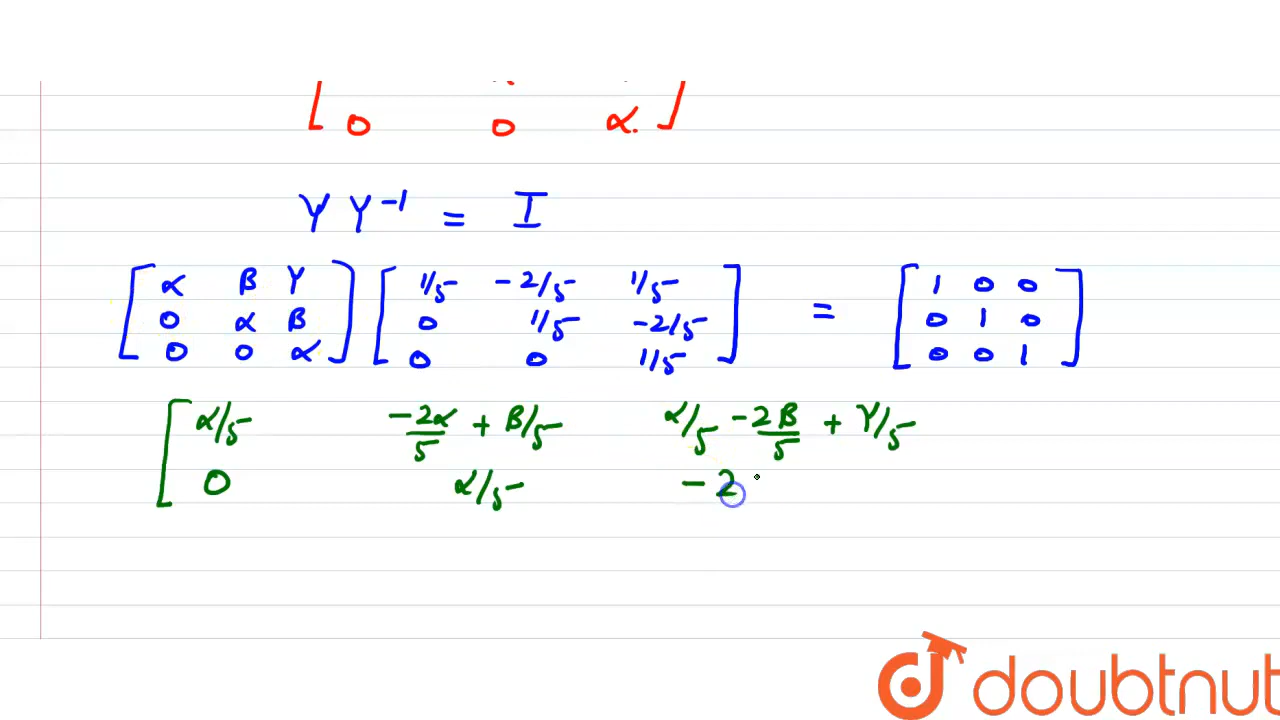 0 0 α.
Y Y⁻¹ = I
[ α β γ ] [ 1/5 -2/5 1/5 ] = [ 1 0 0 ]
[ 0 α β ] [ 0 1/5 -2/5 ] [ 0 1 0 ]
[ 0 0 α ] [ 0 0 1/5 ] [ 0 0 1 ]
[ α/5 -2α/5 + β/5 α/5 -2β/5 + γ/5
0 α/5 -2
doubtnut